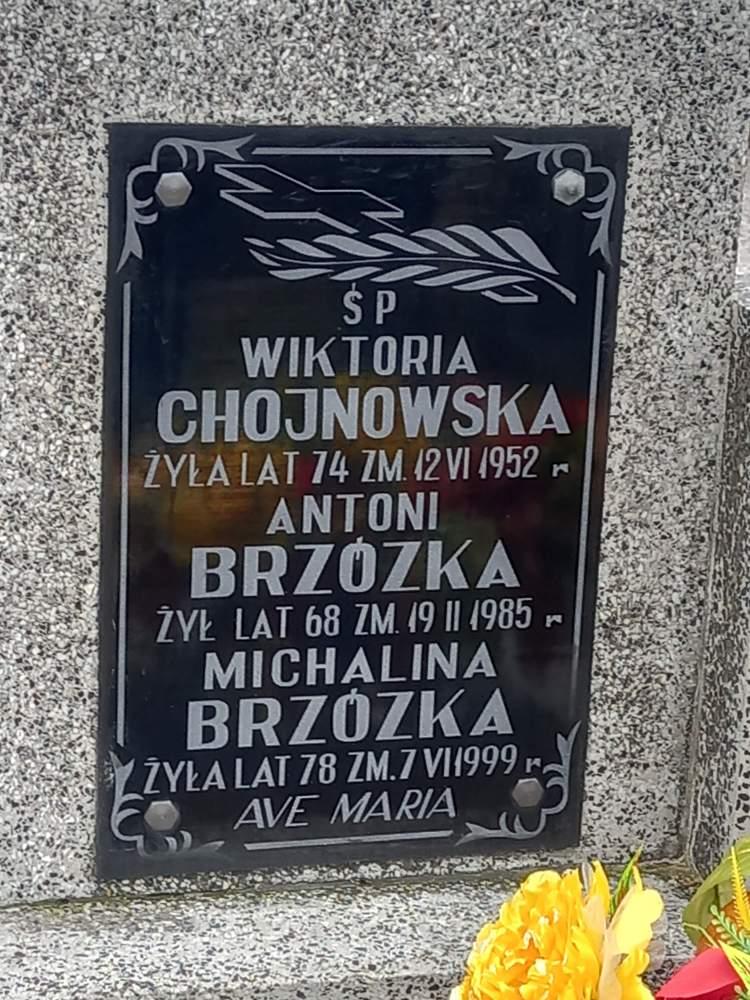 ŚP
WIKTORIA
CHOJNOWSKA
ŻYŁA LAT 74 ZM. 12 VI 1952 r
ANTONI
BRZÓZKA
ŻYŁ LAT 68 ZM. 19 II 1985 r
MICHALINA
BRZÓZKA
ŻYŁA LAT 78 ZM. 7 VI 1999 r
AVE MARIA